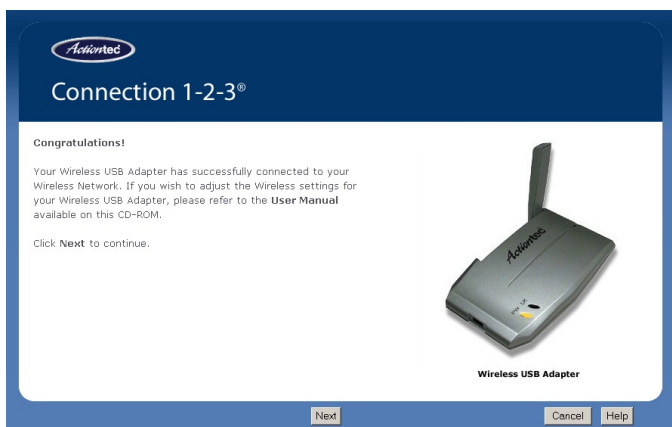 Actiontec
Connection 1-2-3®
Congratulations!
Your Wireless USB Adapter has successfully connected to your
Wireless Network. If you wish to adjust the Wireless settings for
your Wireless USB Adapter, please refer to the User Manual
available on this CD-ROM.
Click Next to continue.
Actiontec
PW LK
Wireless USB Adapter
Next
Cancel
Help